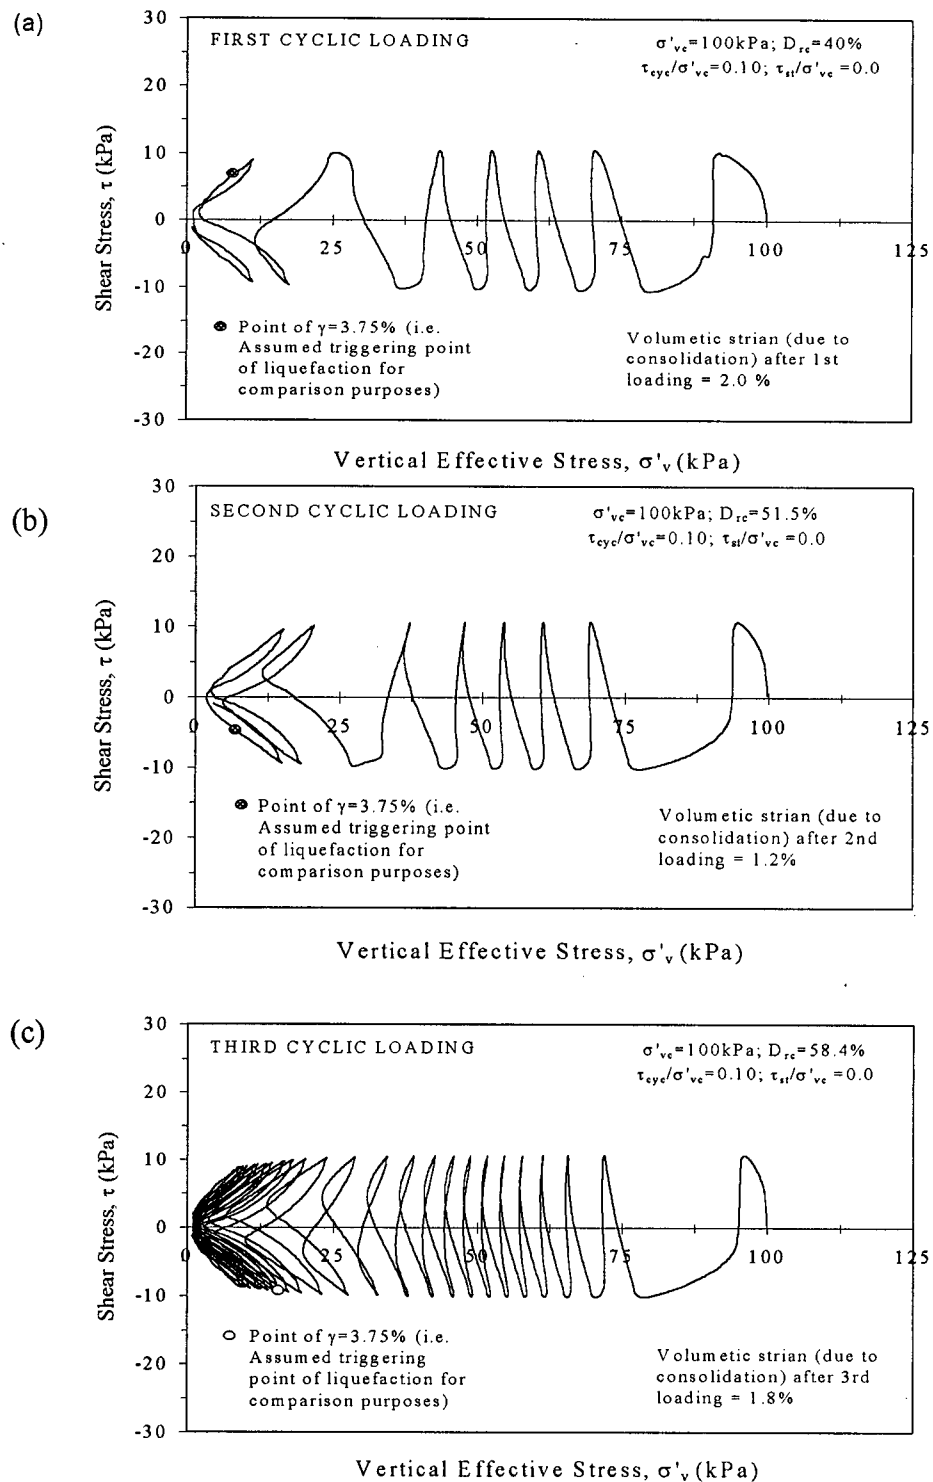 (a)
30
FIRST CYCLIC LOADING
σ'vc=100kPa; Drc=40%
τcyc/σ'vc=0.10; τst/σ'vc=0.0
20
10
0
-10
-20
-30
0 25 50 75 100 125
Shear Stress, τ (kPa)
Point of γ=3.75% (i.e.
Assumed triggering point
of liquefaction for
comparison purposes)
Volumetic strian (due to
consolidation) after 1st
loading = 2.0 %
Vertical Effective Stress, σ'v (kPa)
(b)
30
SECOND CYCLIC LOADING
σ'vc=100kPa; Drc=51.5%
τcyc/σ'vc=0.10; τst/σ'vc=0.0
20
10
0
-10
-20
-30
0 25 50 75 100 125
Shear Stress, τ (kPa)
Point of γ=3.75% (i.e.
Assumed triggering point
of liquefaction for
comparison purposes)
Volumetic strian (due to
consolidation) after 2nd
loading = 1.2%
Vertical Effective Stress, σ'v (kPa)
(c)
30
THIRD CYCLIC LOADING
σ'vc=100kPa; Drc=58.4%
τcyc/σ'vc=0.10; τst/σ'vc=0.0
20
10
0
-10
-20
-30
0 25 50 75 100 125
Shear Stress, τ (kPa)
Point of γ=3.75% (i.e.
Assumed triggering
point of liquefaction for
comparison purposes)
Volumetic strian (due to
consolidation) after 3rd
loading = 1.8%
Vertical Effective Stress, σ'v (kPa)